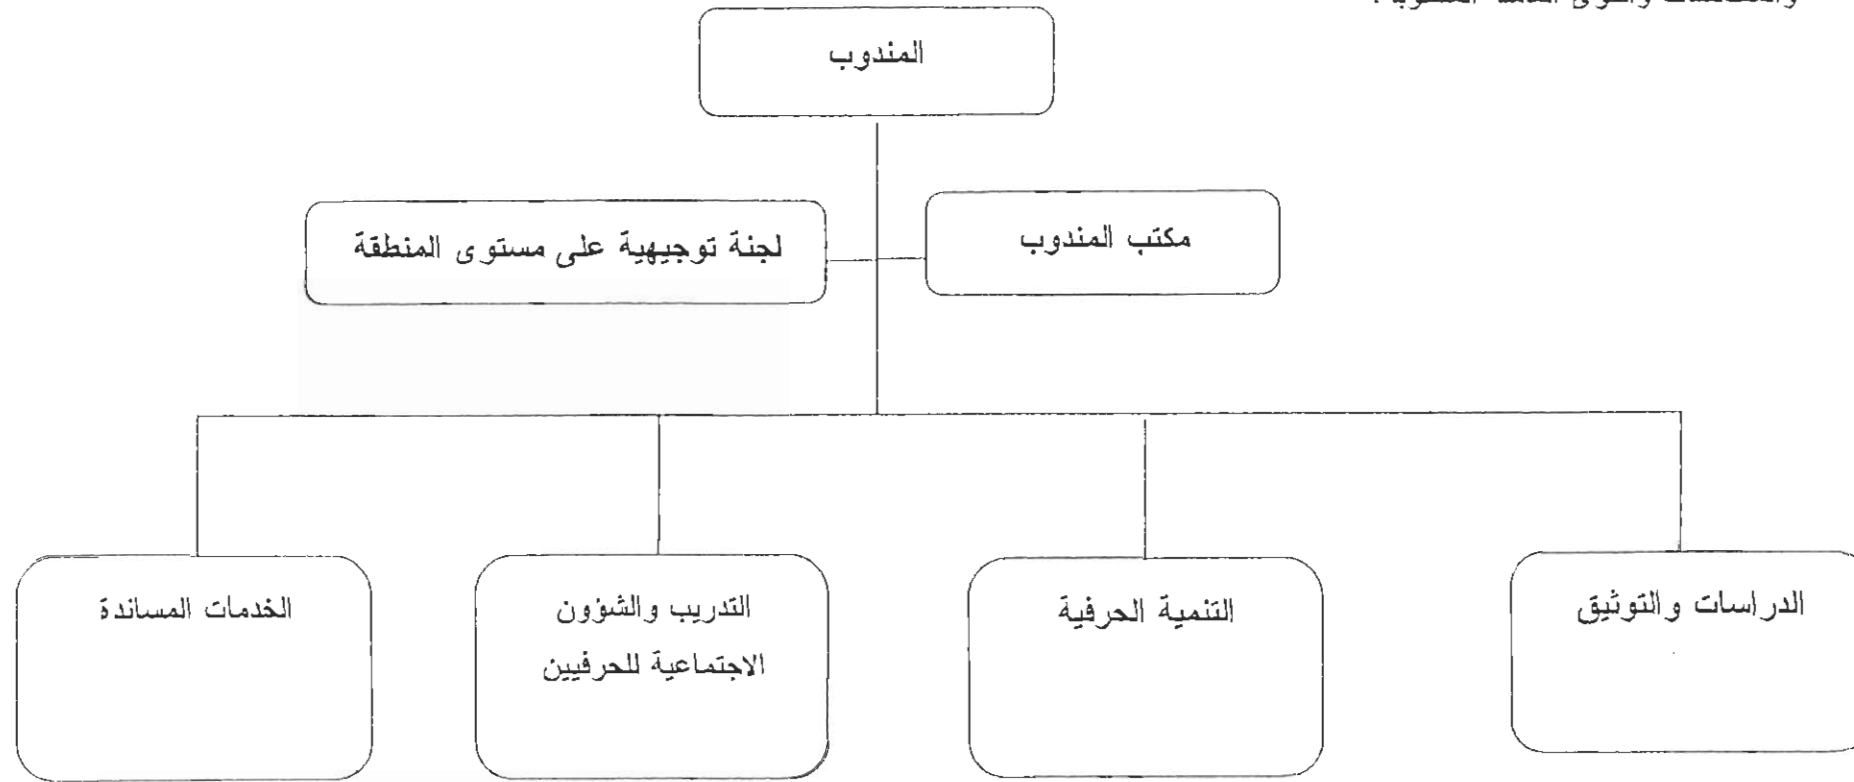 المندوب
مكتب المندوب
لجنة توجيهية على مستوى المنطقة
الدراسات والتوثيق
التنمية الحرفية
التدريب والشؤون
الاجتماعية للحرفيين
الخدمات المساندة